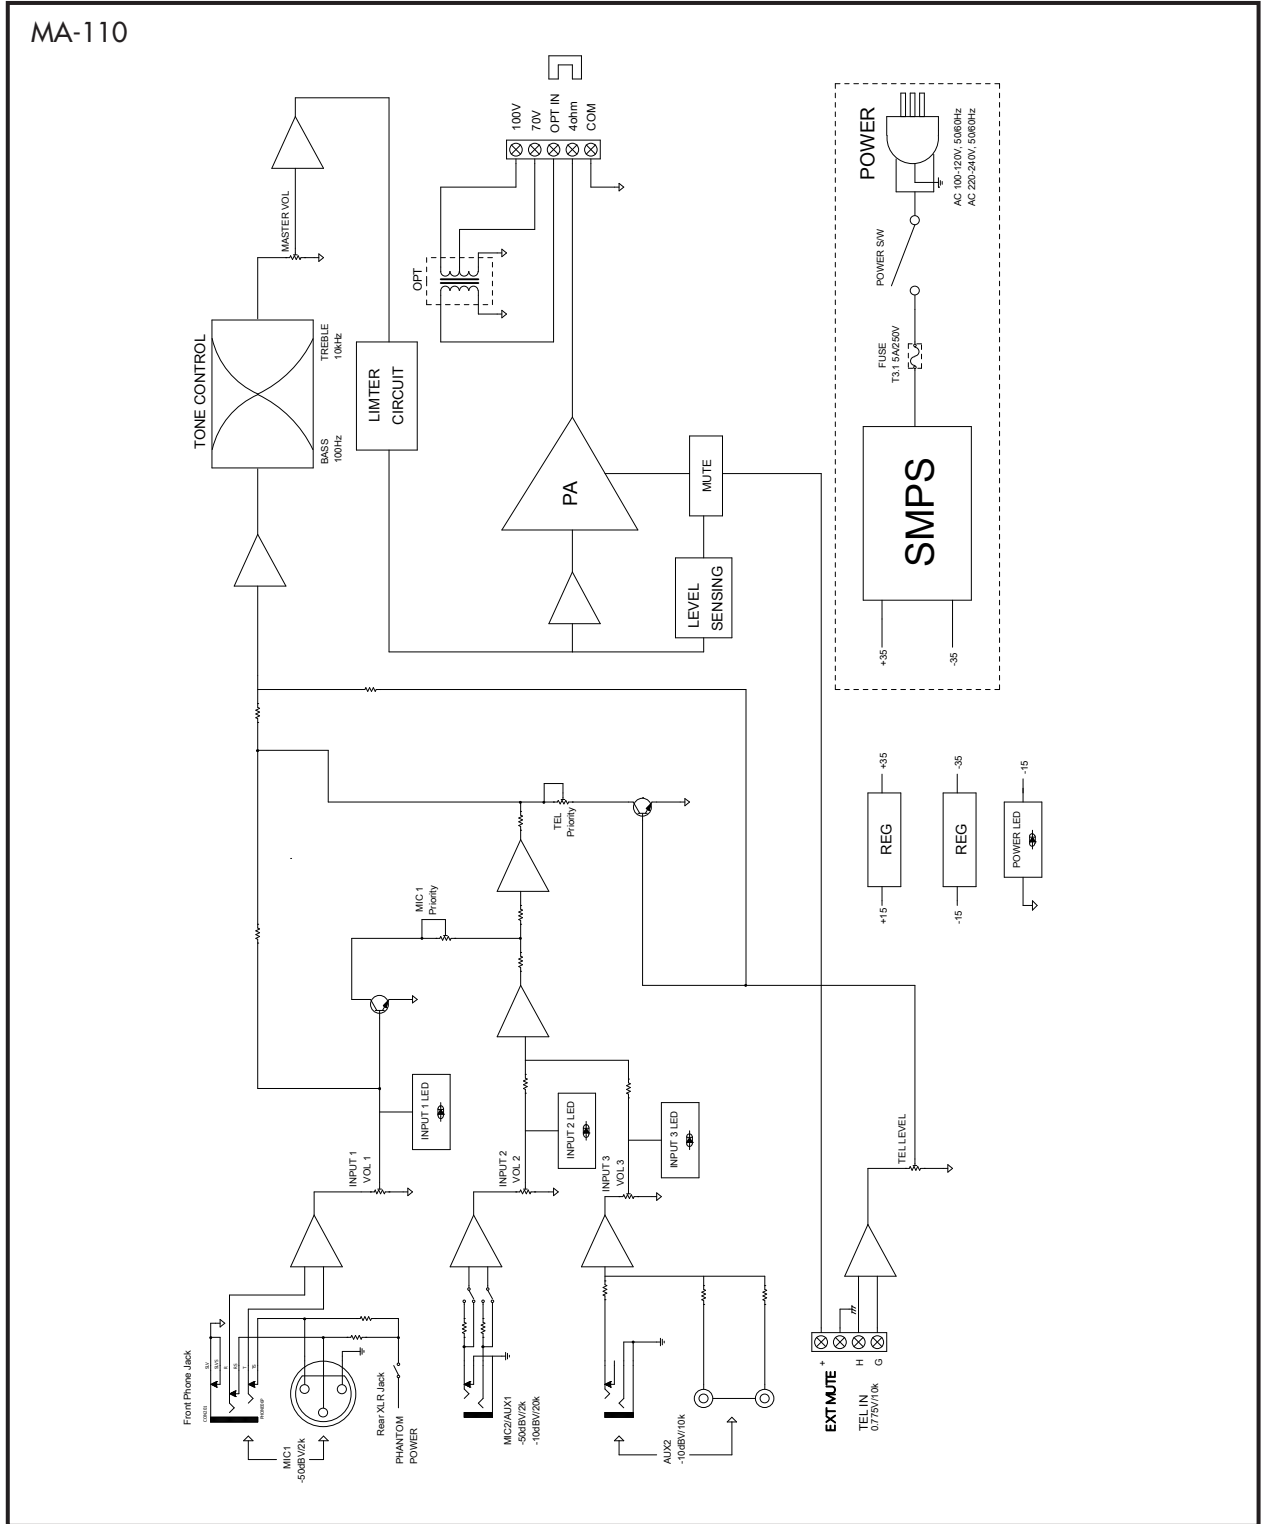 MA-110
MASTER VOL
100V
70V
OPT IN
4ohm
COM
POWER
AC 100-120V, 50/60Hz
AC 220-240V, 50/60Hz
POWER S/W
OPT
TONE CONTROL
TREBLE
10kHz
BASS
100Hz
LIMTER
CIRCUIT
FUSE
T3.15A/250V
PA
MUTE
SMPS
LEVEL
SENSING
+35
-35
TEL
Priority
MIC 1
Priority
+35
REG
+15
-35
REG
-15
-15
POWER LED
INPUT 1 LED
INPUT 2 LED
INPUT 3 LED
INPUT 1
VOL 1
INPUT 2
VOL 2
INPUT 3
VOL 3
TEL LEVEL
Front Phone Jack
SLV
SLVS
R
RS
T
TS
MIC1
-50dBV/2k
Rear XLR Jack
PHANTOM
POWER
MIC2/AUX1
-50dBV/2k
-10dBV/20k
AUX2
-10dBV/10k
+
H
G
EXT MUTE
TEL IN
0.775V/10k